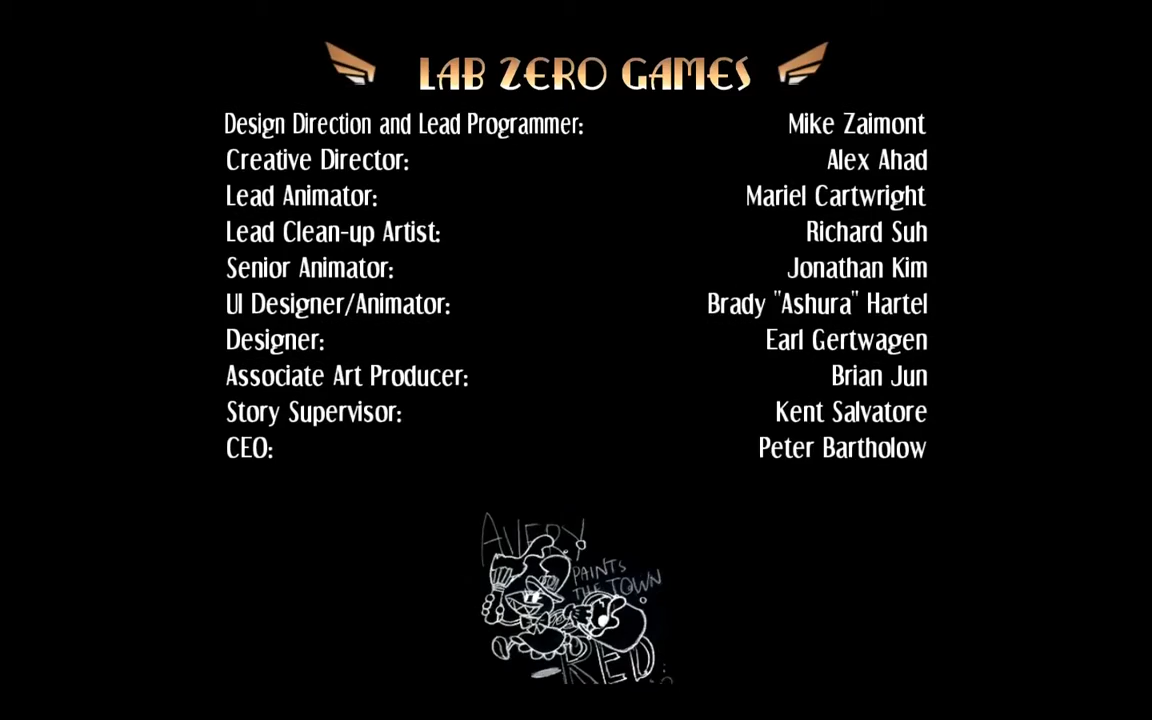 LAB ZERO GAMES
Design Direction and Lead Programmer: Mike Zaimont
Creative Director: Alex Ahad
Lead Animator: Mariel Cartwright
Lead Clean-up Artist: Richard Suh
Senior Animator: Jonathan Kim
UI Designer/Animator: Brady "Ashura" Hartel
Designer: Earl Gertwagen
Associate Art Producer: Brian Jun
Story Supervisor: Kent Salvatore
CEO: Peter Bartholow
AVERY
PAINTS
THE TOWN
RED